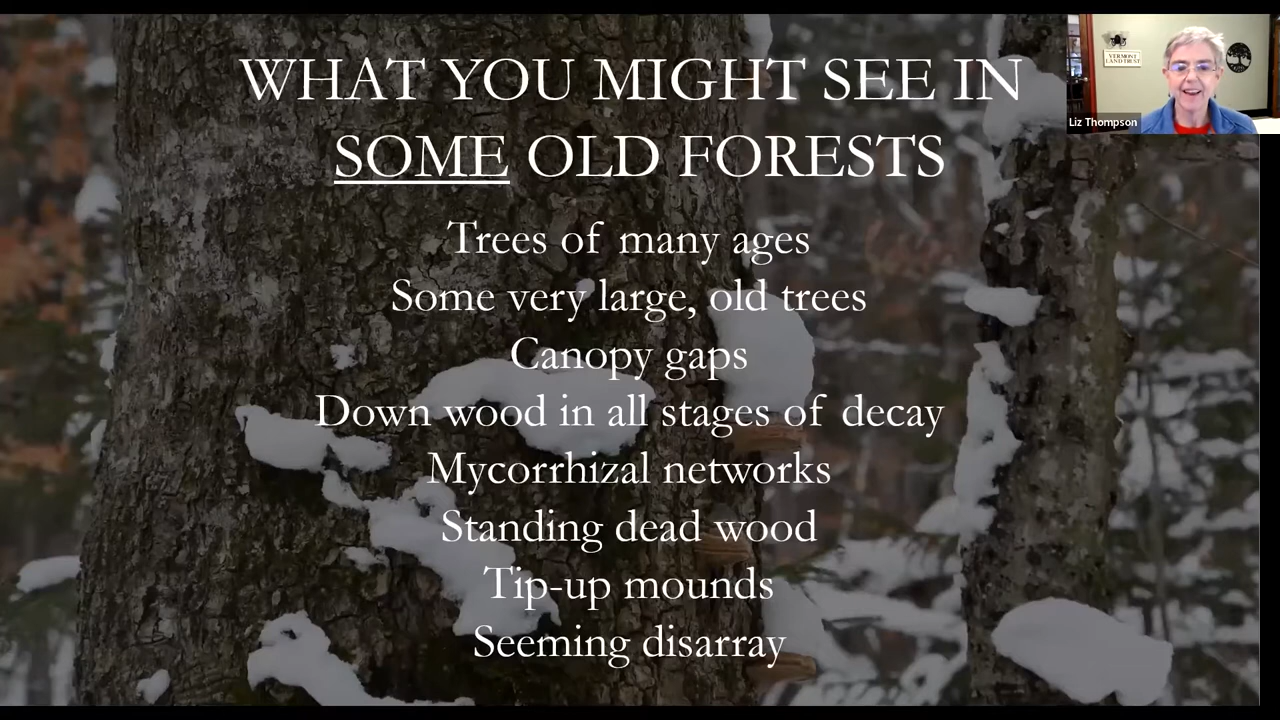 WHAT YOU MIGHT SEE IN
SOME OLD FORESTS
Trees of many ages
Some very large, old trees
Canopy gaps
Down wood in all stages of decay
Mycorrhizal networks
Standing dead wood
Tip-up mounds
Seeming disarray
VERMONT
LAND TRUST
Liz Thompson